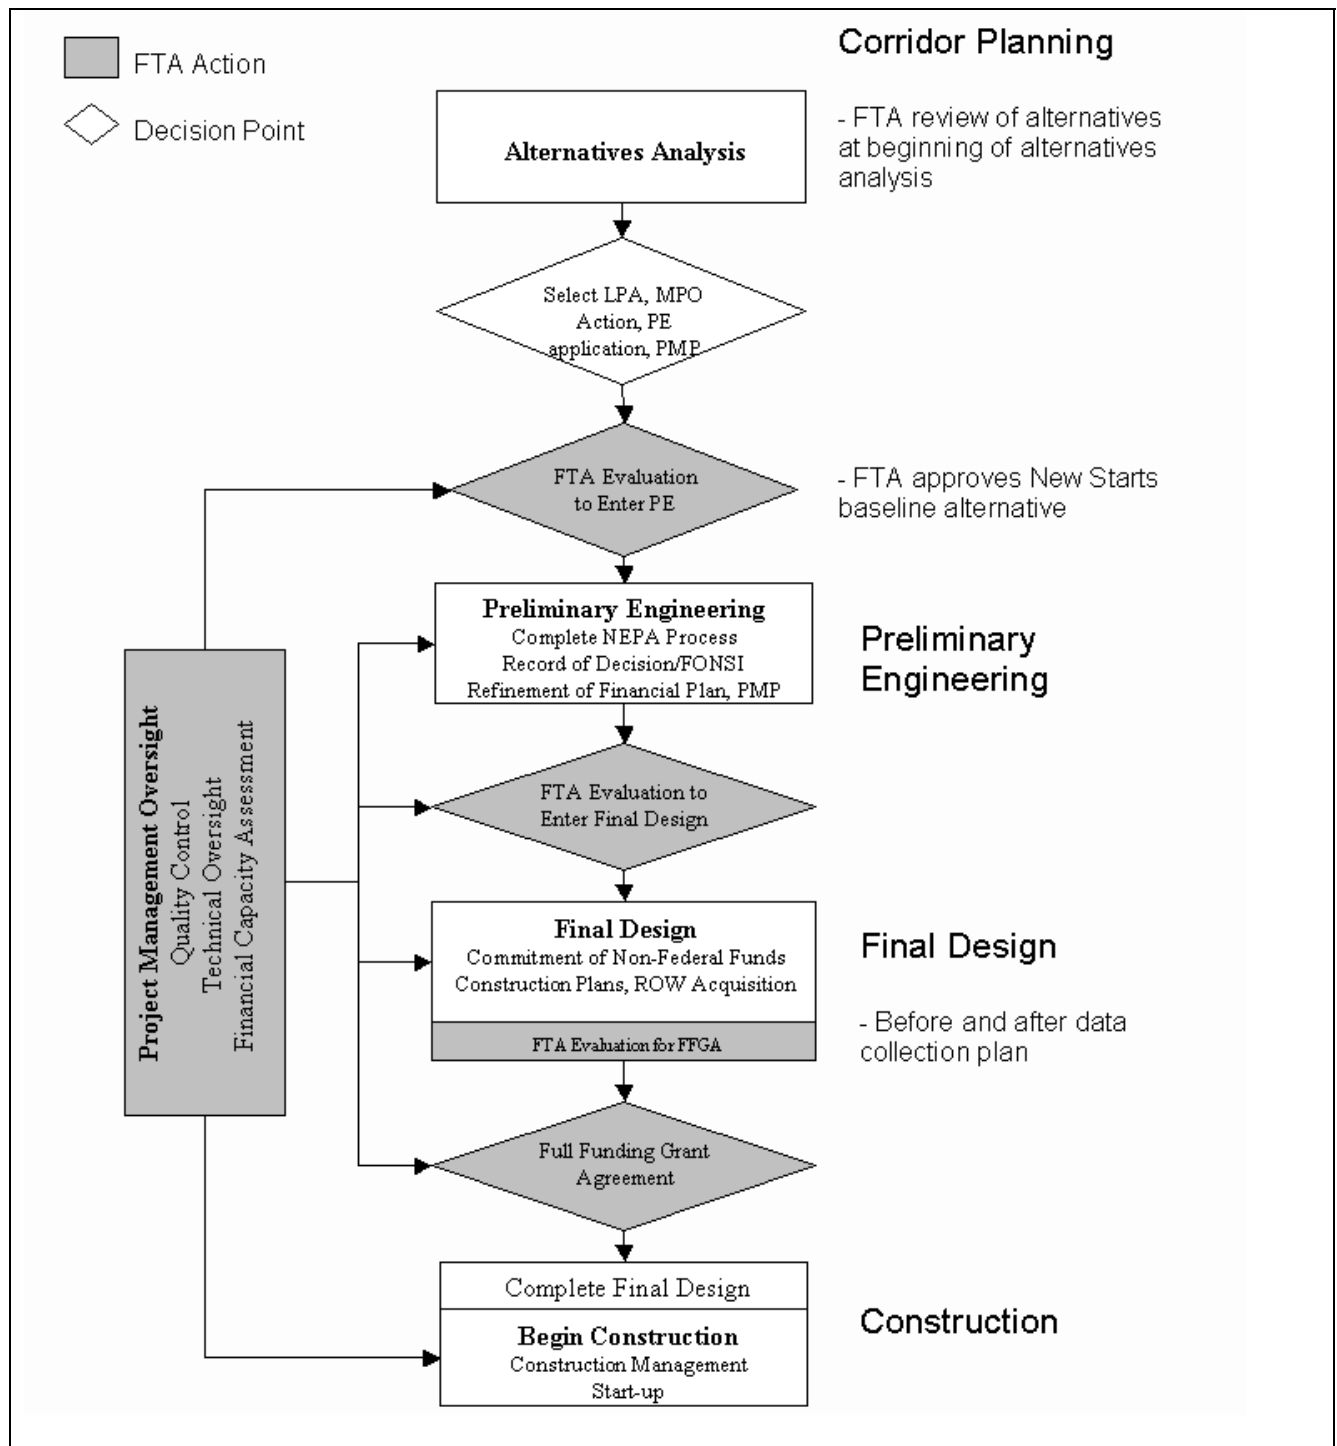 FTA Action
Decision Point
Corridor Planning
- FTA review of alternatives
at beginning of alternatives
analysis
Alternatives Analysis
Select LPA, MPO
Action, PE
application, PMP
FTA Evaluation
to Enter PE
- FTA approves New Starts
baseline alternative
Preliminary Engineering
Complete NEPA Process
Record of Decision/FONSI
Refinement of Financial Plan, PMP
Preliminary
Engineering
Project Management Oversight
Quality Control
Technical Oversight
Financial Capacity Assessment
FTA Evaluation to
Enter Final Design
Final Design
Commitment of Non-Federal Funds
Construction Plans, ROW Acquisition
FTA Evaluation for FFGA
Final Design
- Before and after data
collection plan
Full Funding Grant
Agreement
Complete Final Design
Begin Construction
Construction Management
Start-up
Construction